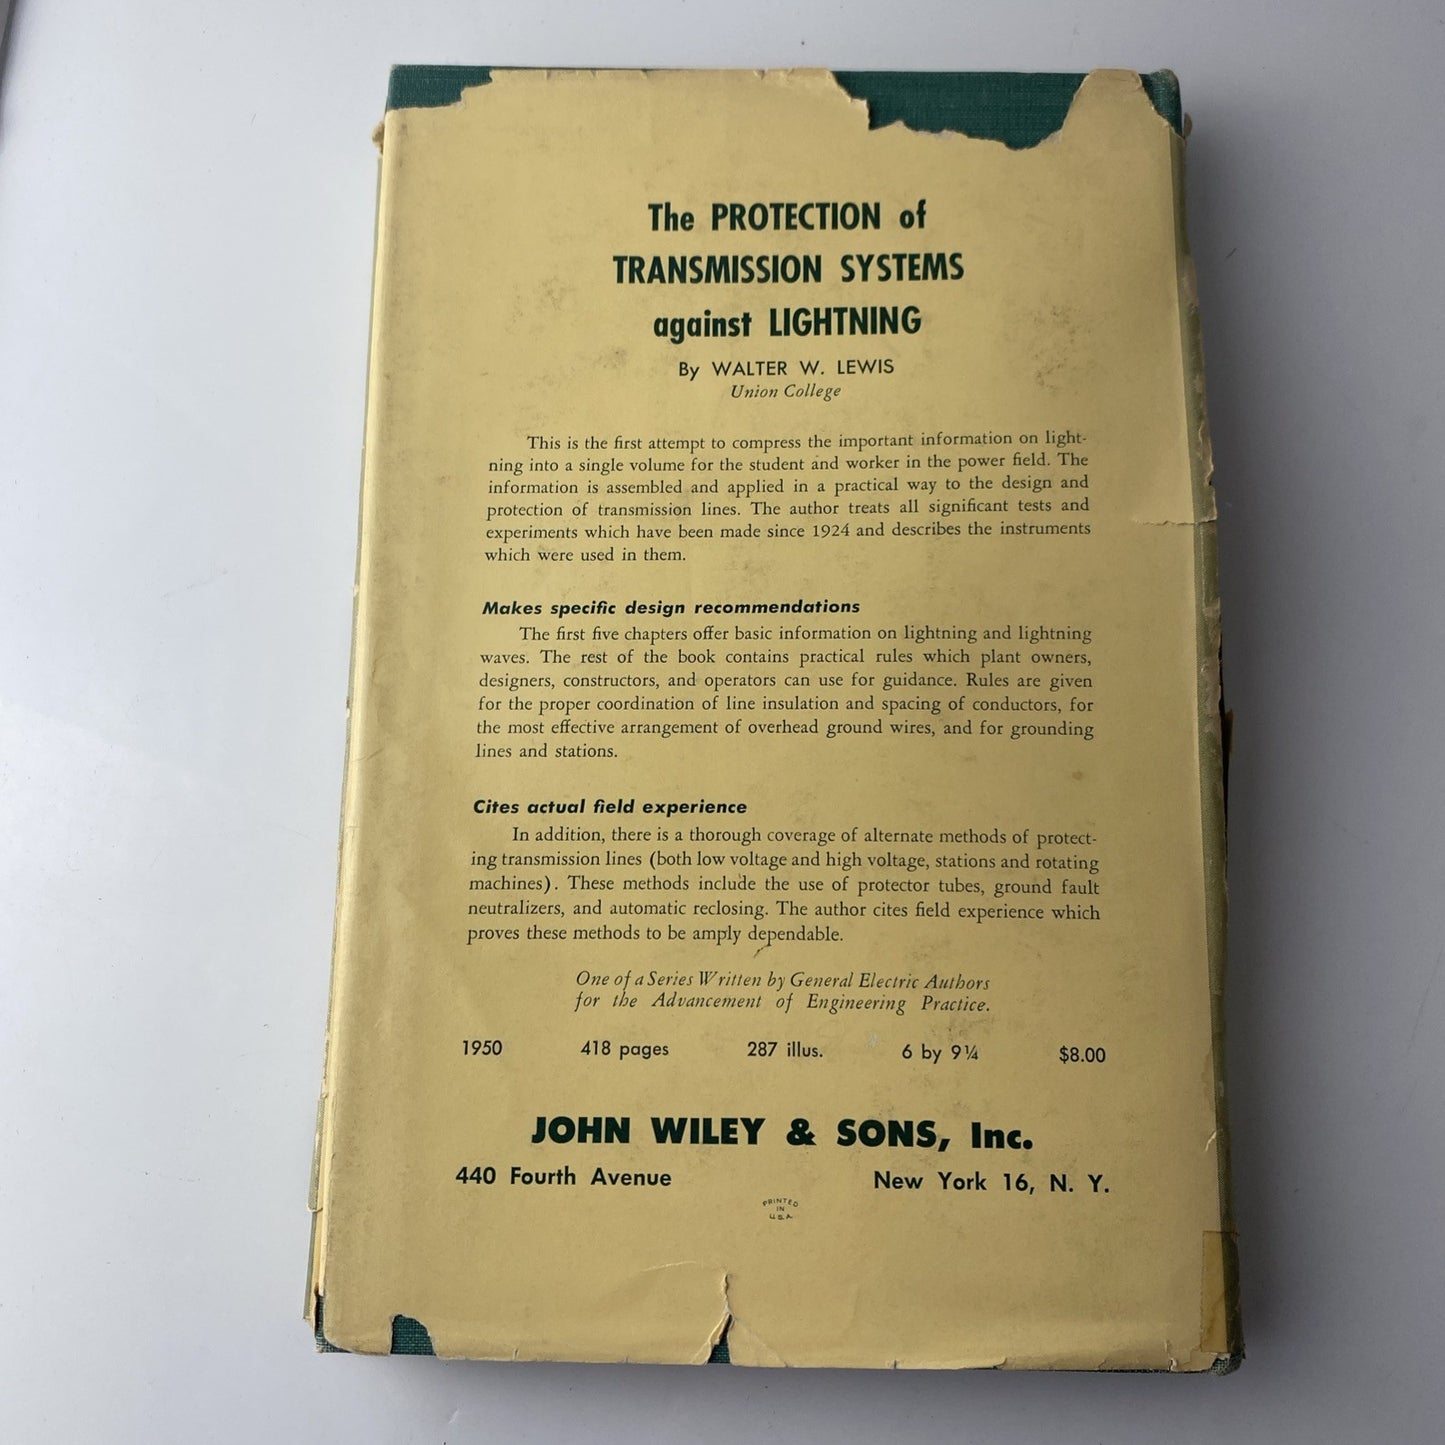 The PROTECTION of
TRANSMISSION SYSTEMS
against LIGHTNING
By WALTER W. LEWIS
Union College
This is the first attempt to compress the important information on light-
ning into a single volume for the student and worker in the power field. The
information is assembled and applied in a practical way to the design and
protection of transmission lines. The author treats all significant tests and
experiments which have been made since 1924 and describes the instruments
which were used in them.
Makes specific design recommendations
The first five chapters offer basic information on lightning and lightning
waves. The rest of the book contains practical rules which plant owners,
designers, constructors, and operators can use for guidance. Rules are given
for the proper coordination of line insulation and spacing of conductors, for
the most effective arrangement of overhead ground wires, and for grounding
lines and stations.
Cites actual field experience
In addition, there is a thorough coverage of alternate methods of protect-
ing transmission lines (both low voltage and high voltage, stations and rotating
machines). These methods include the use of protector tubes, ground fault
neutralizers, and automatic reclosing. The author cites field experience which
proves these methods to be amply dependable.
One of a Series Written by General Electric Authors
for the Advancement of Engineering Practice.
1950 418 pages 287 illus. 6 by 9¼ $8.00
JOHN WILEY & SONS, Inc.
440 Fourth Avenue New York 16, N. Y.
PRINTED
IN
U.S.A.